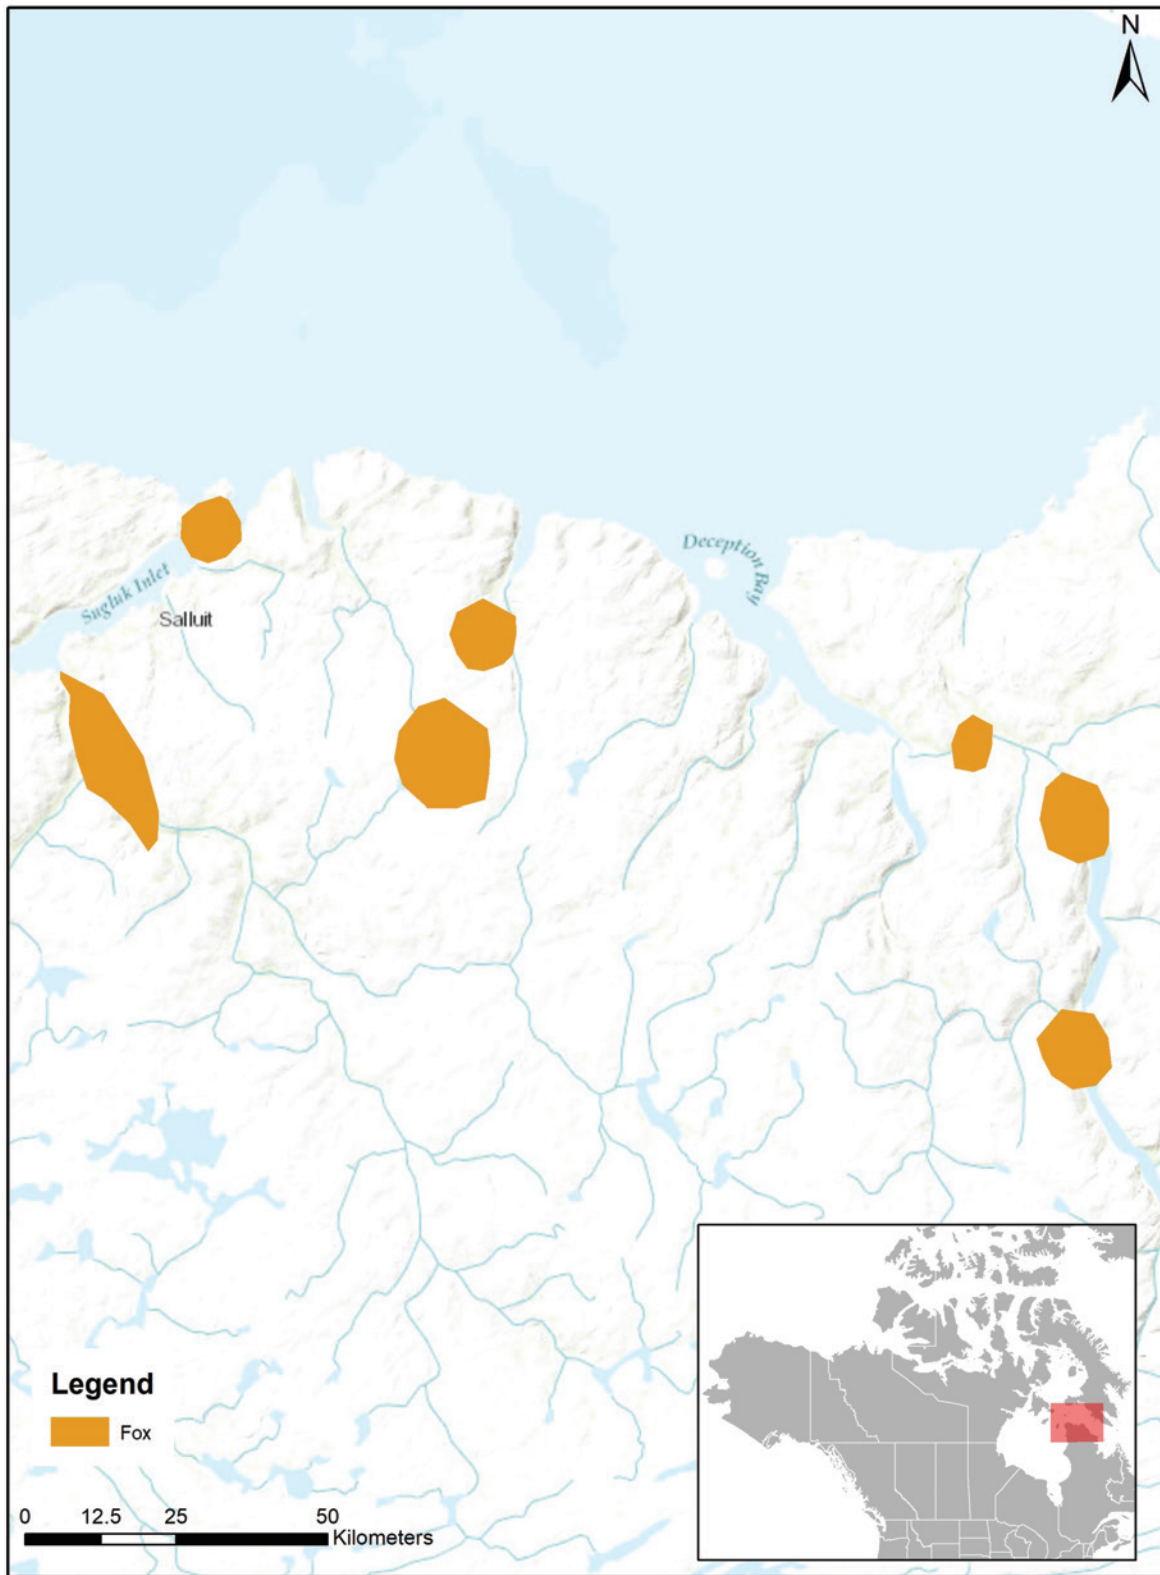 N
Deception Bay
Sugluk Inlet
Salluit
Legend
Fox
0 12.5 25 50
Kilometers